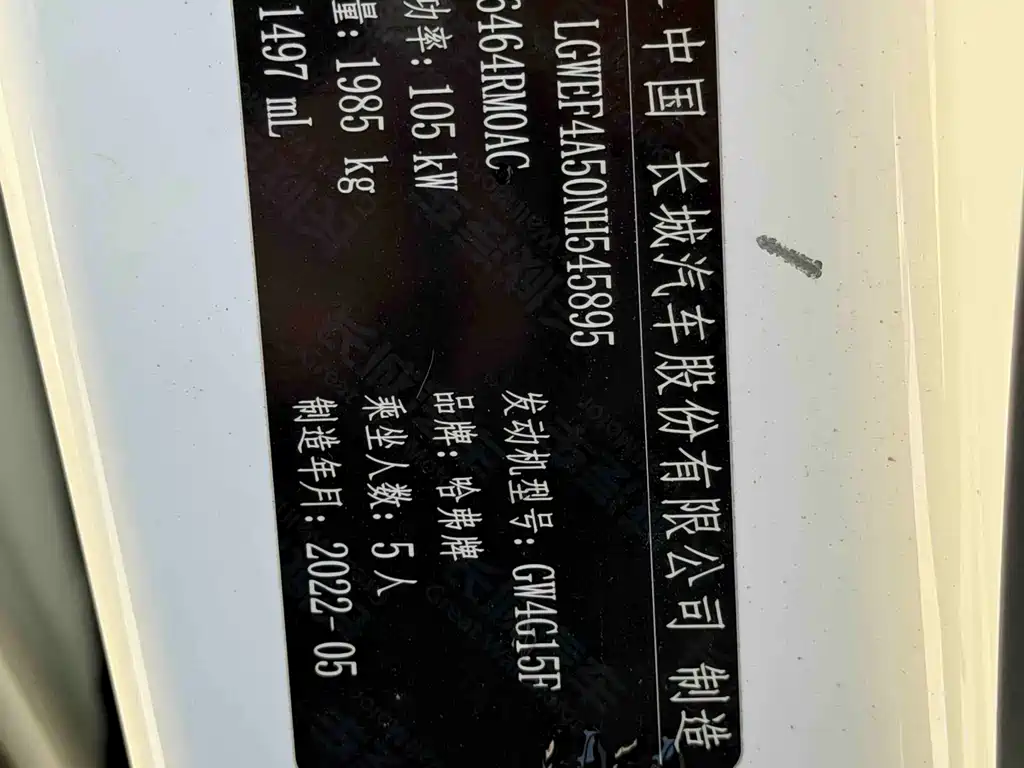 中国 长城汽车股份有限公司 制造
LGWEF4A50NH545895
6464RM0AC 发动机型号: GW4G15F
功率: 105 kW 品牌: 哈弗牌
量: 1985 kg 乘坐人数: 5 人
1497 mL 制造年月: 2022-05